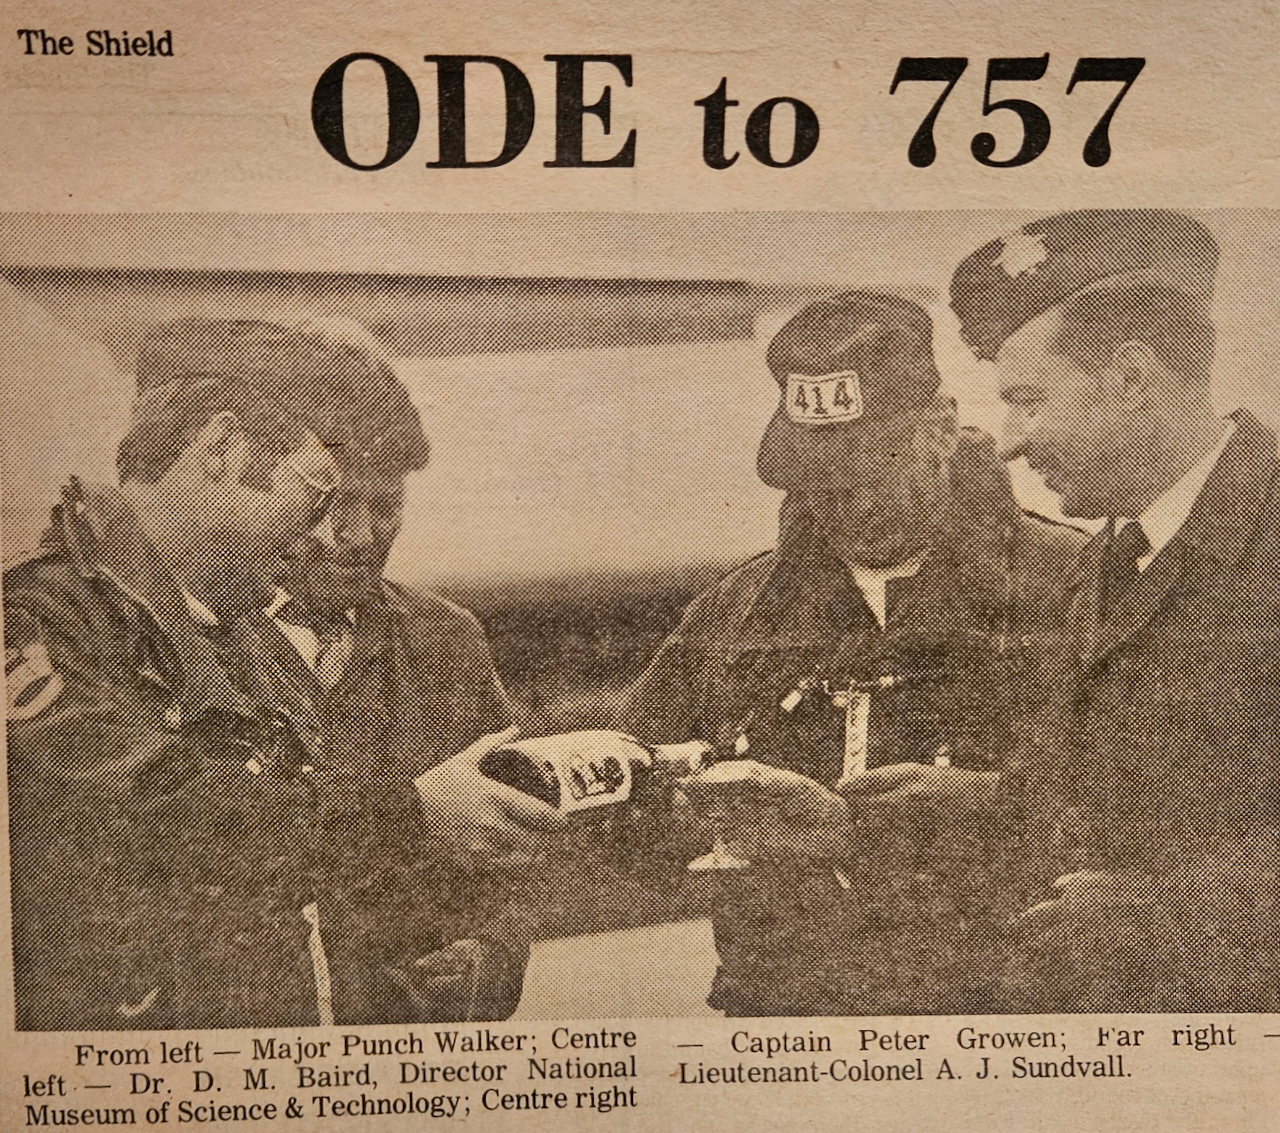 The Shield
ODE to 757
414
From left — Major Punch Walker; Centre
left — Dr. D. M. Baird, Director National
Museum of Science & Technology; Centre right
— Captain Peter Growen; Far right —
Lieutenant-Colonel A. J. Sundvall.